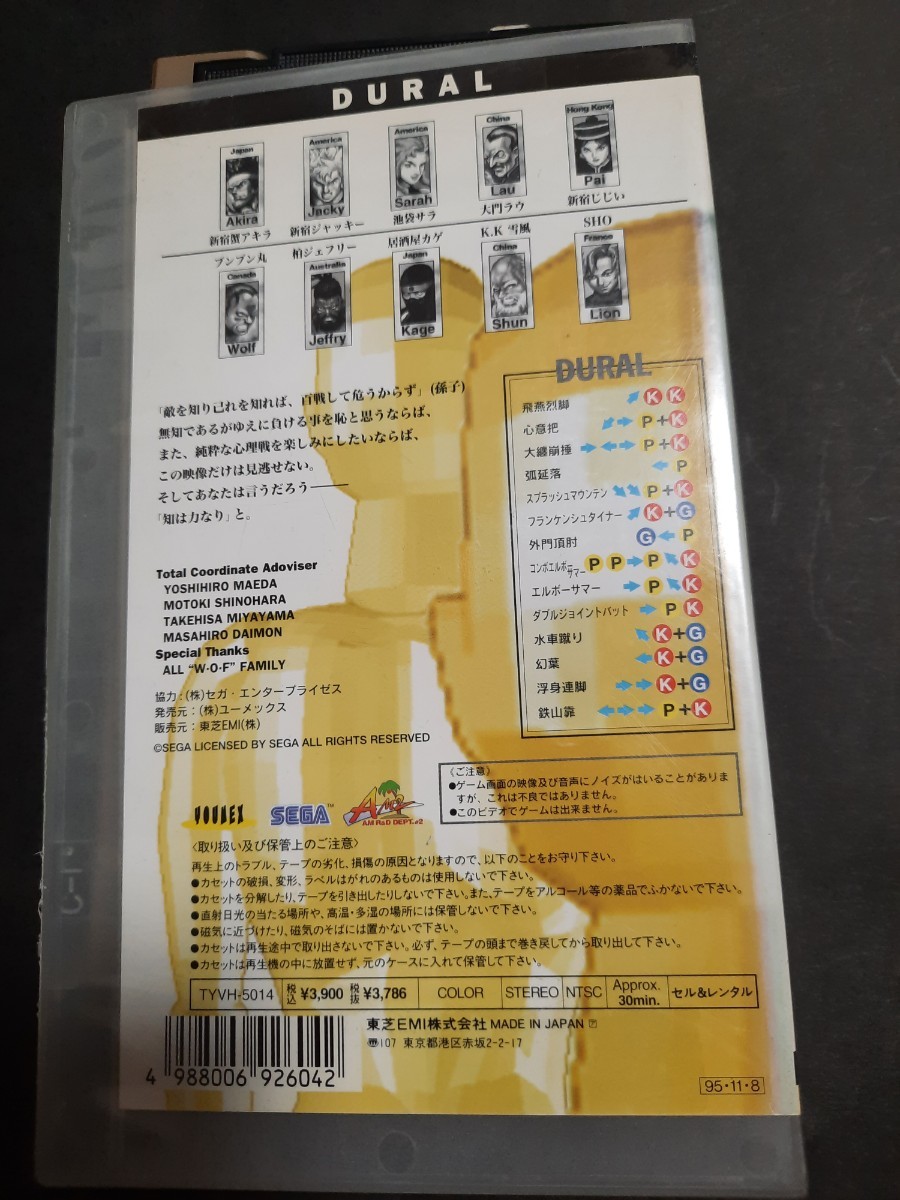 DURAL
Japan
Akira
America
Jacky
America
Sarah
China
Lau
Hong Kong
Pai
新宿蟹アキラ
新宿ジャッキー
池袋サラ
大門ラウ
新宿じじい
ブンブン丸
柏ジェフリー
居酒屋カゲ
K.K 雪風
SHO
Canada
Wolf
Australia
Jeffry
Japan
Kage
China
Shun
France
Lion
「敵を知り己れを知れば、百戦して危うからず」(孫子)
無知であるがゆえに負ける事を恥と思うならば、
また、純粋な心理戦を楽しみにしたいならば、
この映像だけは見逃せない。
そしてあなたは言うだろう――
「知は力なり」と。
DURAL
飛燕烈脚 ↗ K K
心意把 ↙ → P+K
大纏崩捶 → ← → P+K
弧延落 ← P
スプラッシュマウンテン ↘ ↘ P+K
フランケンシュタイナー ↗ K+G
外門頂肘 G ← P
コンボエルボーサマー P P → P ↖ K
エルボーサマー → P ↖ K
ダブルジョイントバット → P K
水車蹴り ↖ K+G
幻葉 ← K+G
浮身連脚 → → K+G
鉄山靠 ← → → P+K
Total Coordinate Adoviser
YOSHIHIRO MAEDA
MOTOKI SHINOHARA
TAKEHISA MIYAYAMA
MASAHIRO DAIMON
Special Thanks
ALL "W·O·F" FAMILY
協力:(株)セガ・エンタープライゼス
発売元:(株)ユーメックス
販売元:東芝EMI(株)
©SEGA LICENSED BY SEGA ALL RIGHTS RESERVED
〈ご注意〉
●ゲーム画面の映像及び音声にノイズがはいることがありま
すが、これは不良ではありません。
●このビデオでゲームは出来ません。
YOUMEX
SEGA™
AM2
AM R&D DEPT.#2
〈取り扱い及び保管上のご注意〉
再生上のトラブル、テープの劣化、損傷の原因となりますので、以下のことをお守り下さい。
●カセットの破損、変形、ラベルはがれのあるものは使用しないで下さい。
●カセットを分解したり、テープを引き出したりしないで下さい。また、テープをアルコール等の薬品でふかないで下さい。
●直射日光の当たる場所や、高温・多湿の場所には保管しないで下さい。
●磁気に近づけたり、磁気のそばには置かないで下さい。
●カセットは再生途中で取り出さないで下さい。必ず、テープの頭まで巻き戻してから取り出して下さい。
●カセットは再生機の中に放置せず、元のケースに入れて保管して下さい。
TYVH-5014 税込 ¥3,900 税抜 ¥3,786 COLOR STEREO NTSC Approx. 30min. セル&レンタル
東芝EMI株式会社 MADE IN JAPAN
〒107 東京都港区赤坂2-2-17
4 988006 926042
95・11・8